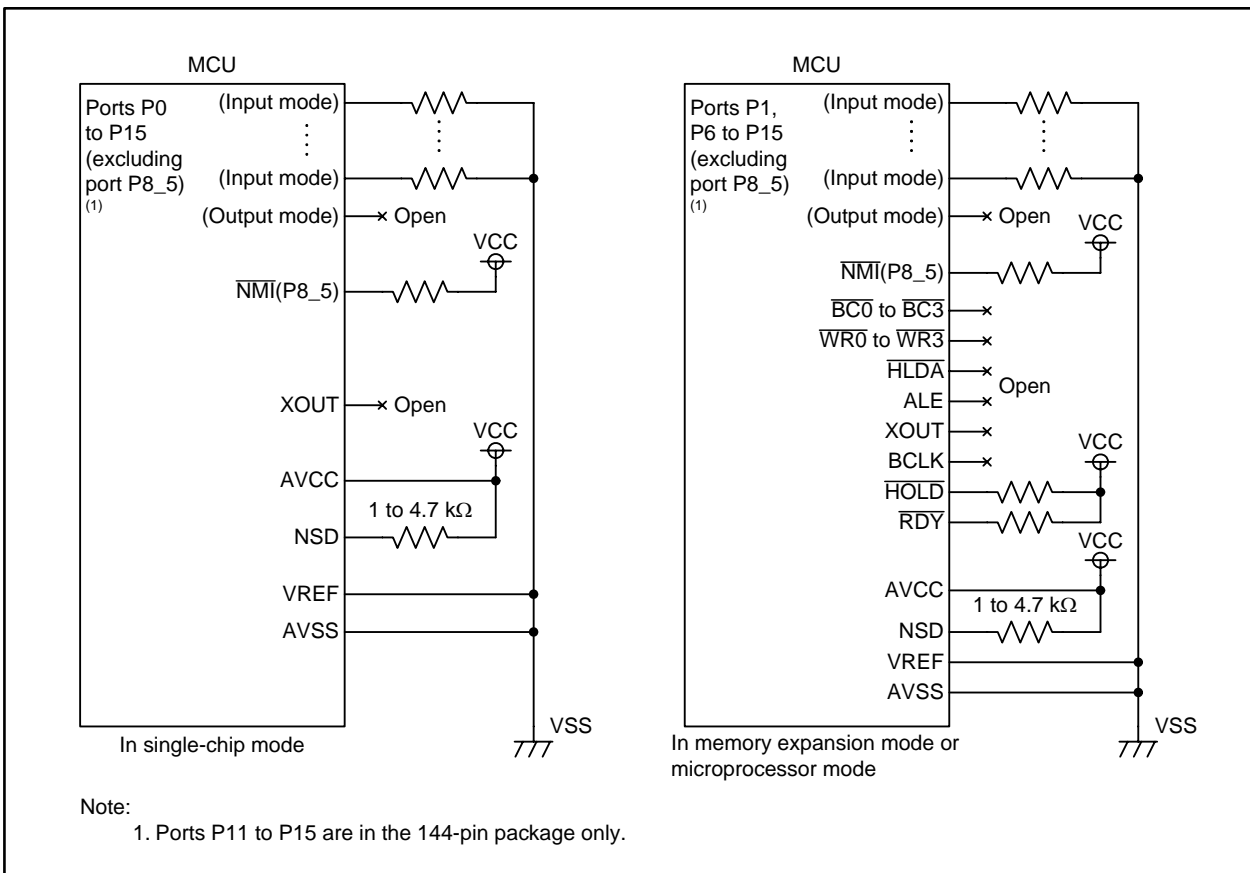 MCU
Ports P0
to P15
(excluding
port P8_5)
(1)
(Input mode)
(Input mode)
(Output mode)
Open
VCC
NMI(P8_5)
XOUT
Open
VCC
AVCC
1 to 4.7 kΩ
NSD
VREF
AVSS
VSS
In single-chip mode
MCU
Ports P1,
P6 to P15
(excluding
port P8_5)
(1)
(Input mode)
(Input mode)
(Output mode)
Open
VCC
NMI(P8_5)
BC0 to BC3
WR0 to WR3
HLDA
Open
ALE
XOUT
VCC
BCLK
HOLD
RDY
VCC
AVCC
1 to 4.7 kΩ
NSD
VREF
AVSS
VSS
In memory expansion mode or
microprocessor mode
Note:
1. Ports P11 to P15 are in the 144-pin package only.